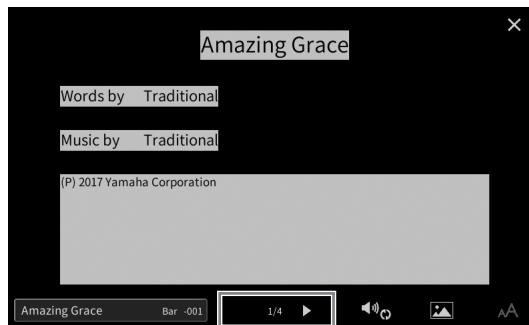 Amazing Grace
Words by Traditional
Music by Traditional
(P) 2017 Yamaha Corporation
Amazing Grace Bar -001 1/4 AA